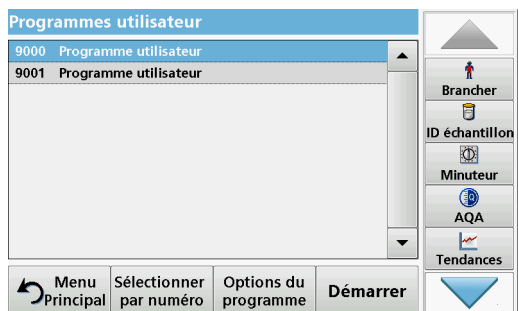 Programmes utilisateur
9000 Programme utilisateur
9001 Programme utilisateur
Brancher
ID échantillon
Minuteur
AQA
Tendances
Menu
Principal
Sélectionner
par numéro
Options du
programme
Démarrer